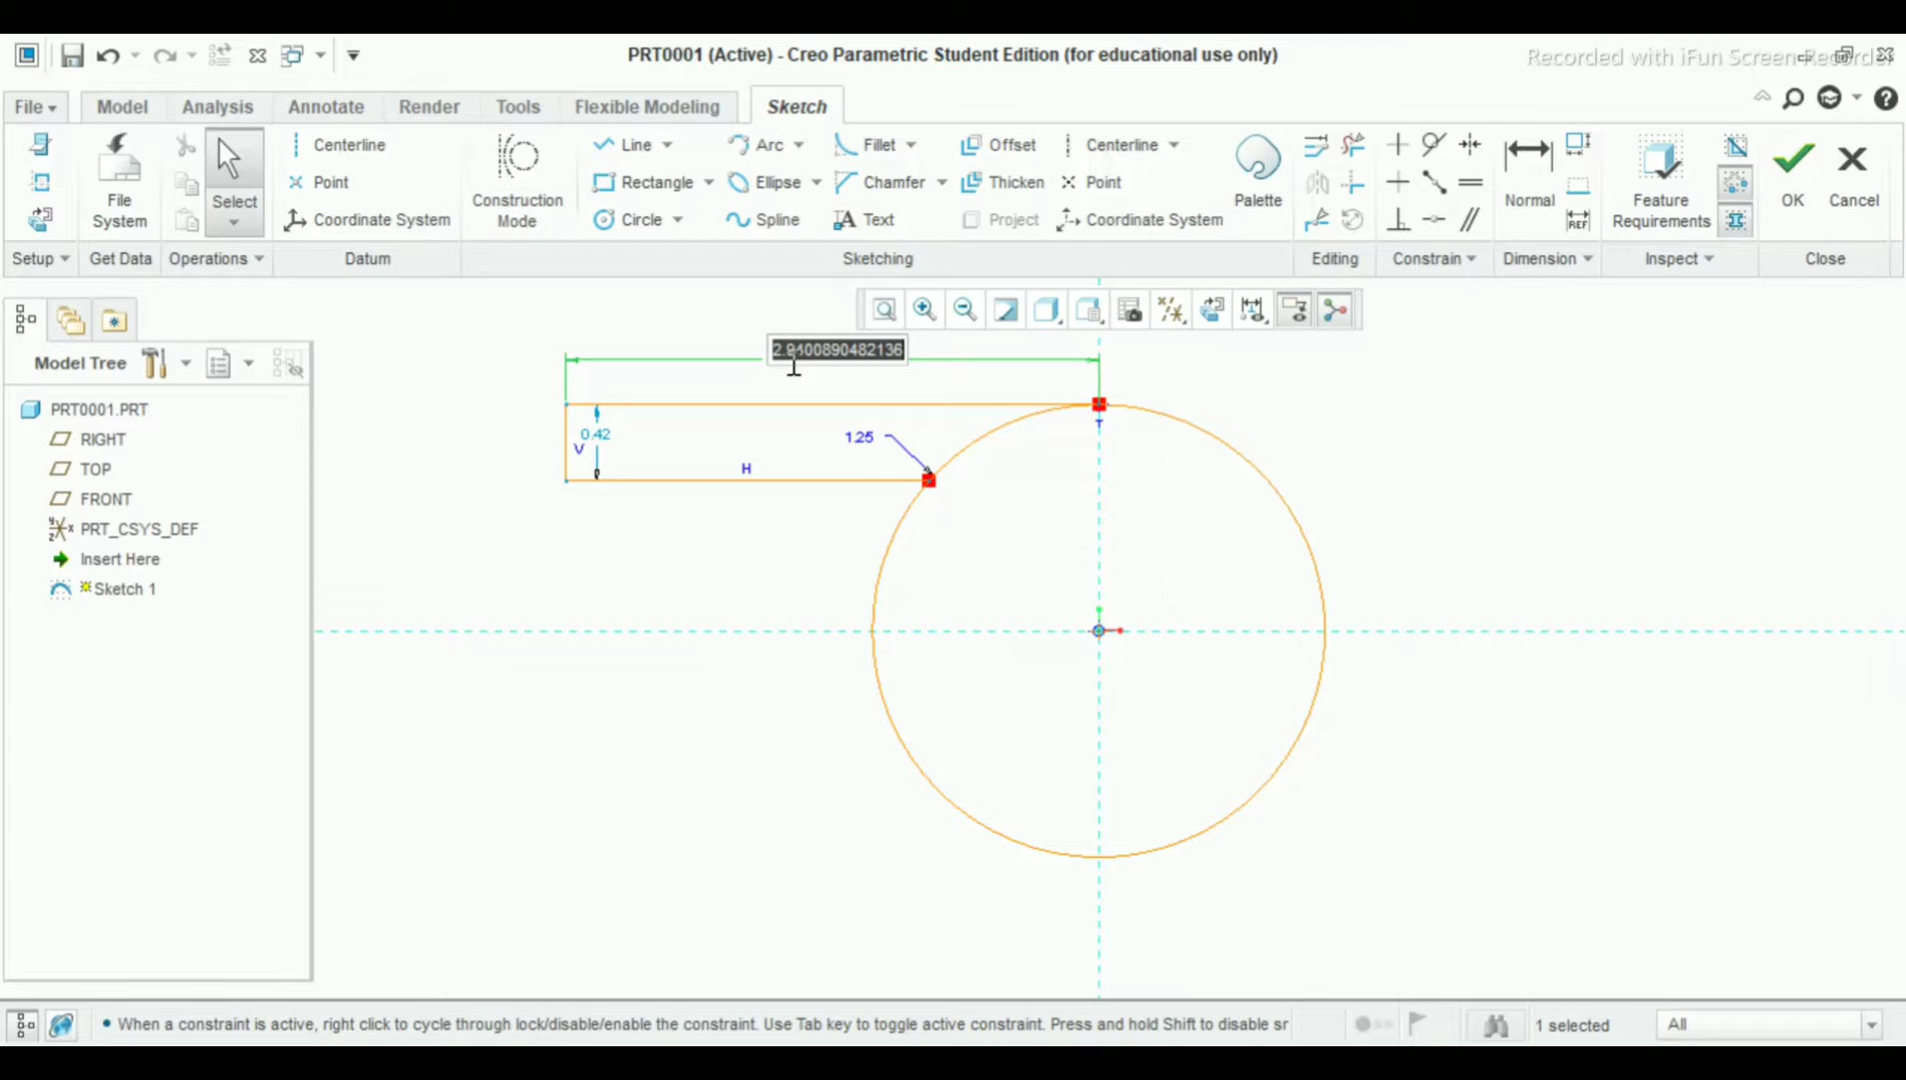 PRT0001 (Active) - Creo Parametric Student Edition (for educational use only)
Recorded with iFun Screen Recorder
File Model Analysis Annotate Render Tools Flexible Modeling Sketch
Centerline Line Arc Fillet Offset Centerline
Point Rectangle Ellipse Chamfer Thicken Point
Coordinate System Circle Spline Text Project Coordinate System
File System
Select
Construction Mode
Palette
Normal
REF
Feature Requirements
OK
Cancel
Setup Get Data Operations Datum Sketching Editing Constrain Dimension Inspect Close
Model Tree
PRT0001.PRT
RIGHT
TOP
FRONT
PRT_CSYS_DEF
Insert Here
Sketch 1
2.9400890482136
0.42
V
H
1.25
T
When a constraint is active, right click to cycle through lock/disable/enable the constraint. Use Tab key to toggle active constraint. Press and hold Shift to disable sr
1 selected
All